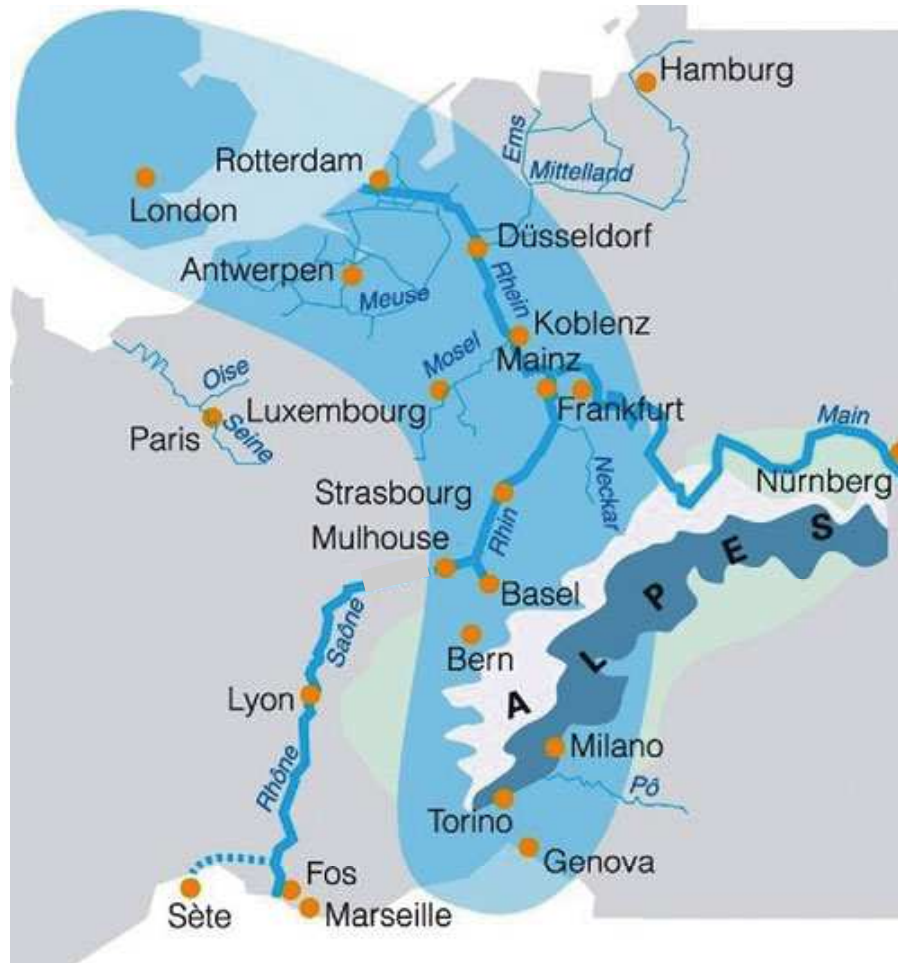 Hamburg
Ems
Mittelland
Rotterdam
London
Düsseldorf
Antwerpen
Meuse
Rhein
Koblenz
Mosel
Mainz
Oise
Luxembourg
Frankfurt
Paris
Seine
Main
Neckar
Nürnberg
Strasbourg
Rhin
Mulhouse
Basel
ALPES
Saône
Bern
Lyon
Milano
Rhône
Pô
Torino
Genova
Fos
Sète
Marseille